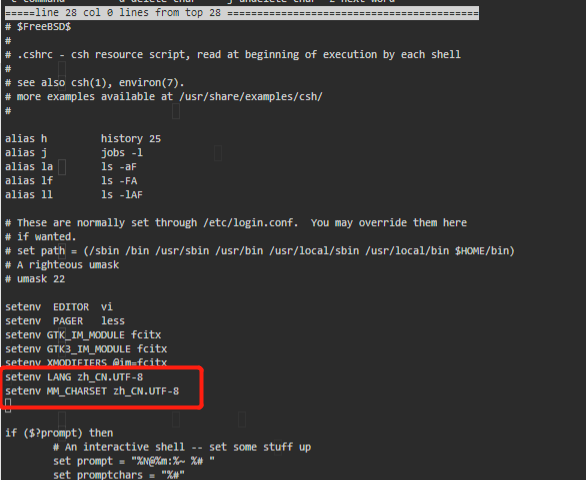 =====line 28 col 0 lines from top 28 ========================================
# $FreeBSD$
#
# .cshrc - csh resource script, read at beginning of execution by each shell
#
# see also csh(1), environ(7).
# more examples available at /usr/share/examples/csh/
#
alias h         history 25
alias j         jobs -l
alias la        ls -aF
alias lf        ls -FA
alias ll        ls -lAF
# These are normally set through /etc/login.conf.  You may override them here
# if wanted.
# set path = (/sbin /bin /usr/sbin /usr/bin /usr/local/sbin /usr/local/bin $HOME/bin)
# A righteous umask
# umask 22
setenv  EDITOR  vi
setenv  PAGER   less
setenv GTK_IM_MODULE fcitx
setenv GTK3_IM_MODULE fcitx
setenv XMODIFIERS @im=fcitx
setenv LANG zh_CN.UTF-8
setenv MM_CHARSET zh_CN.UTF-8
if ($?prompt) then
        # An interactive shell -- set some stuff up
        set prompt = "%N@%m:%~ %# "
        set promptchars = "%#"